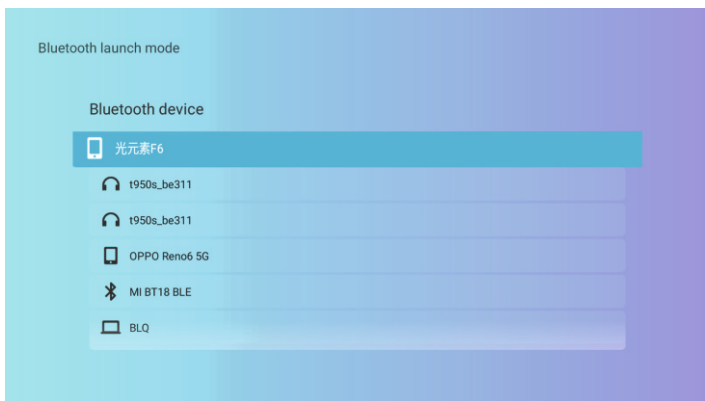 Bluetooth launch mode
Bluetooth device
光元素F6
t950s_be311
t950s_be311
OPPO Reno6 5G
MI BT18 BLE
BLQ